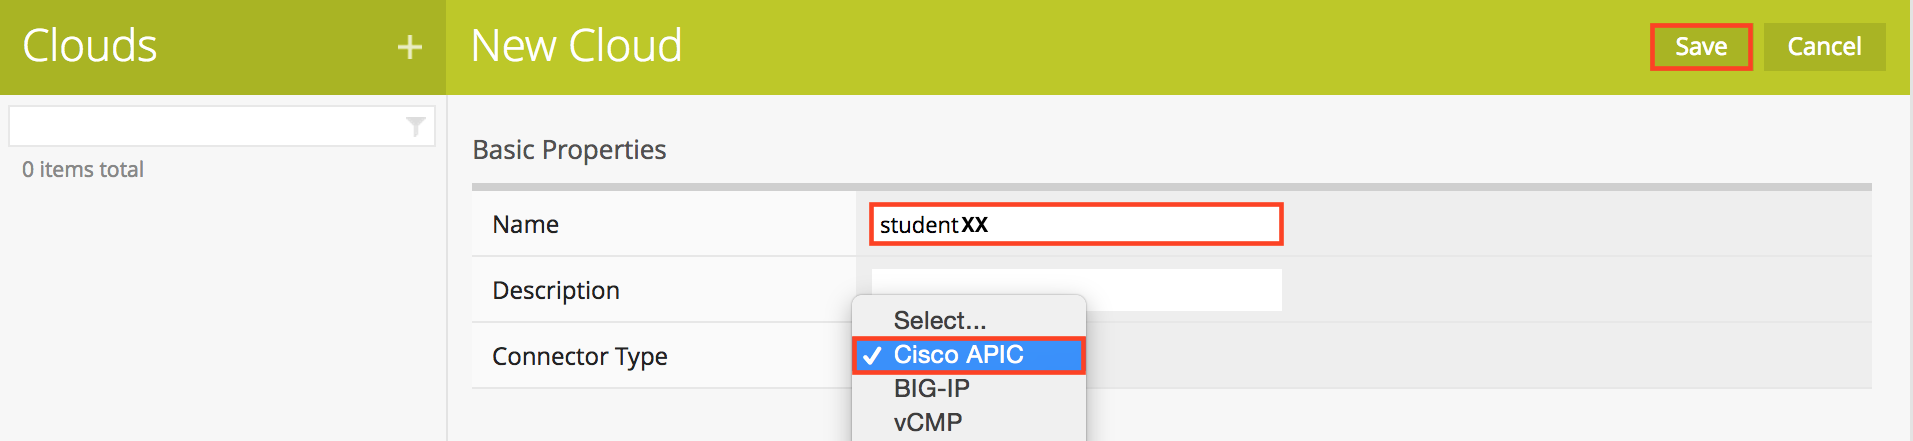 Clouds +
New Cloud
Save
Cancel
0 items total
Basic Properties
Name
studentXX
Description
Connector Type
Select...
✓ Cisco APIC
BIG-IP
vCMP